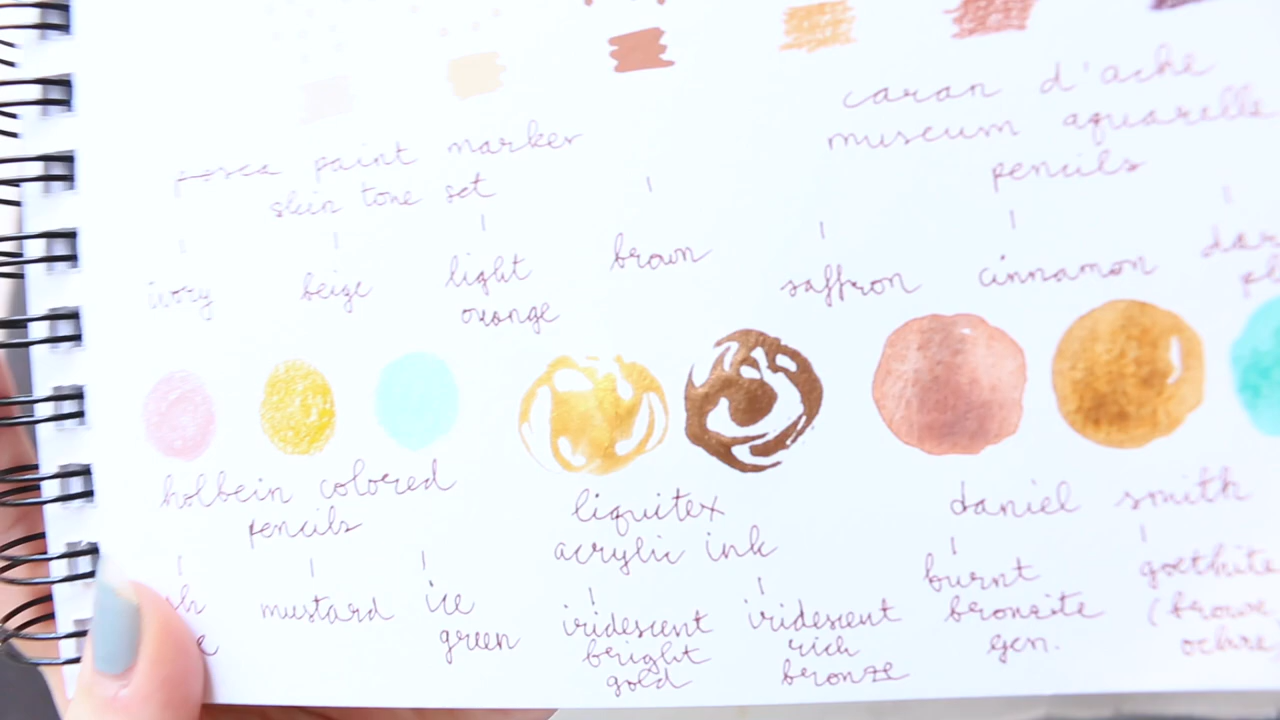 posca paint marker
skin tone set
ivory
beige
light
orange
brown
caran d'ache
museum aquarelle
pencils
saffron
cinnamon
holbein colored
pencils
mustard
ice
green
liquitex
acrylic ink
iridescent
bright
gold
iridescent
rich
bronze
daniel smith
burnt
bronzite
gen.
goethite
(brown
ochre)